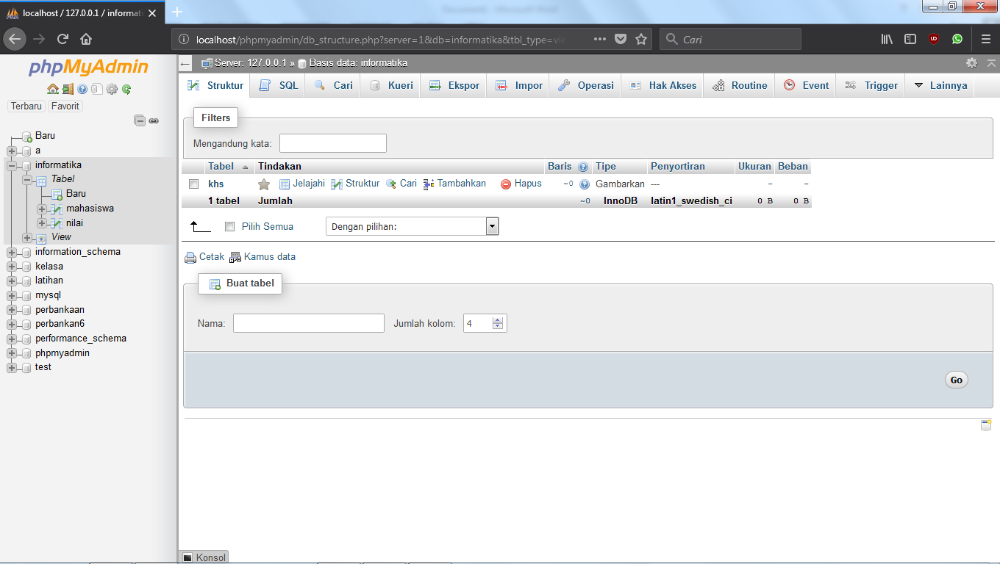 localhost / 127.0.0.1 / informati
localhost/phpmyadmin/db_structure.php?server=1&db=informatika&tbl_type=vie
Cari
phpMyAdmin
Terbaru Favorit
Baru
a
informatika
Tabel
Baru
mahasiswa
nilai
View
information_schema
kelasa
latihan
mysql
perbankaan
perbankan6
performance_schema
phpmyadmin
test
Server: 127.0.0.1 » Basis data: informatika
Struktur SQL Cari Kueri Ekspor Impor Operasi Hak Akses Routine Event Trigger Lainnya
Filters
Mengandung kata:
Tabel Tindakan Baris Tipe Penyortiran Ukuran Beban
khs Jelajahi Struktur Cari Tambahkan Hapus ~0 Gambarkan --- - -
1 tabel Jumlah ~0 InnoDB latin1_swedish_ci 0 B 0 B
Pilih Semua Dengan pilihan:
Cetak Kamus data
Buat tabel
Nama: Jumlah kolom: 4
Go
Konsol